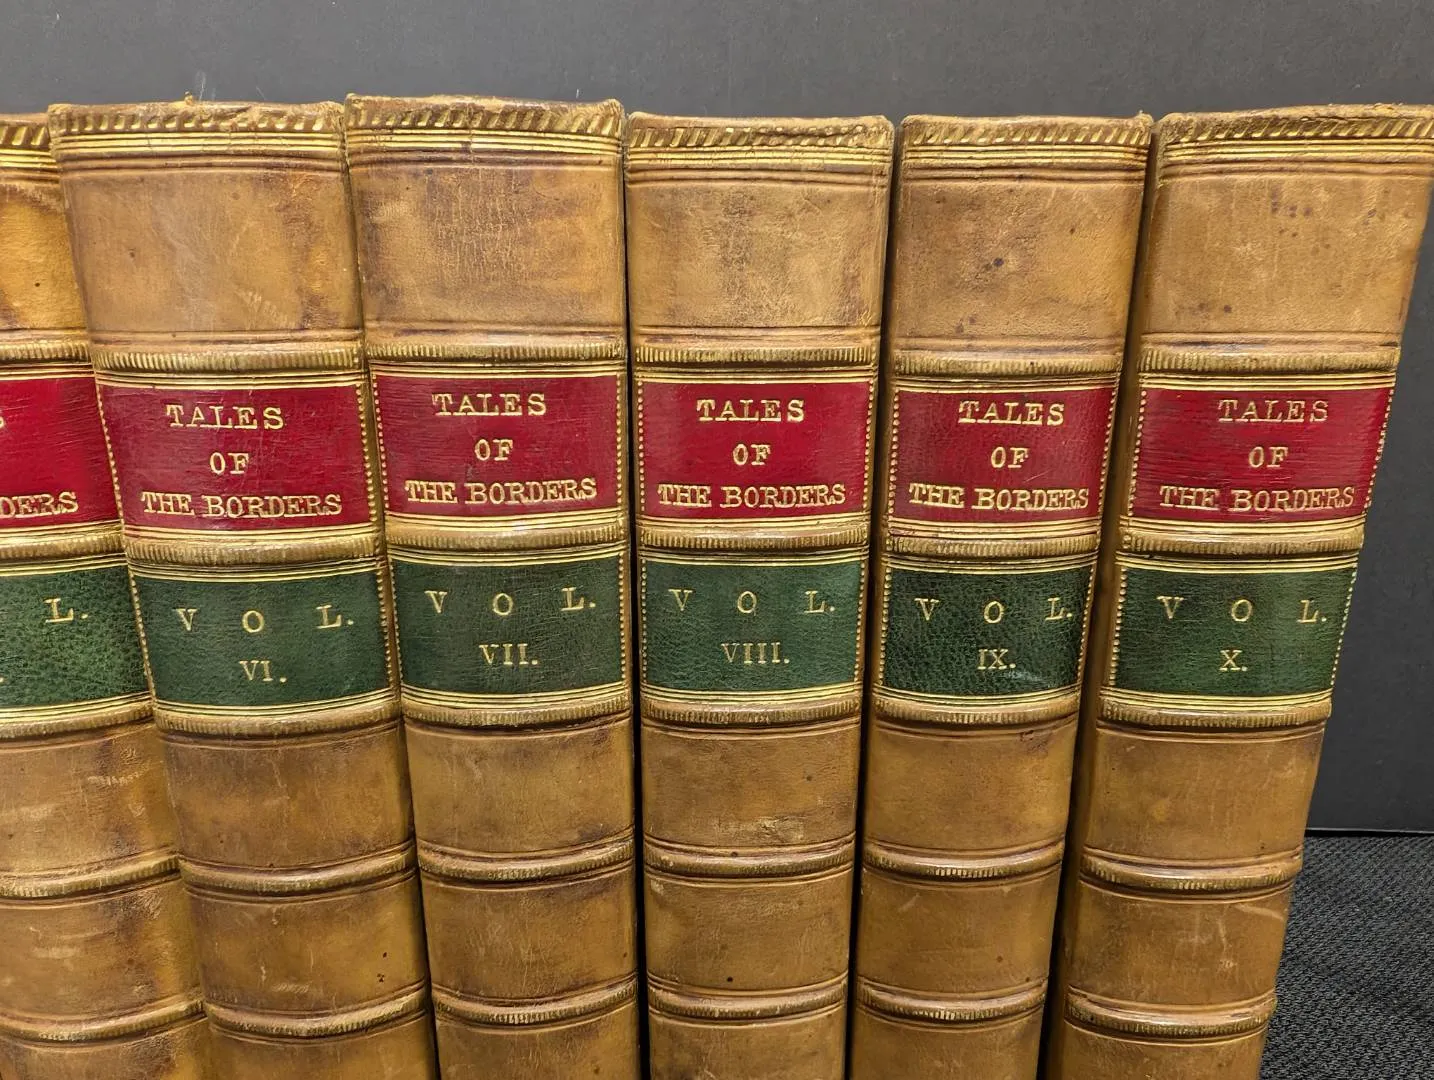 DERS
L.
TALES
OF
THE BORDERS
VOL.
VI.
TALES
OF
THE BORDERS
VOL.
VII.
TALES
OF
THE BORDERS
VOL.
VIII.
TALES
OF
THE BORDERS
VOL.
IX.
TALES
OF
THE BORDERS
VOL.
X.